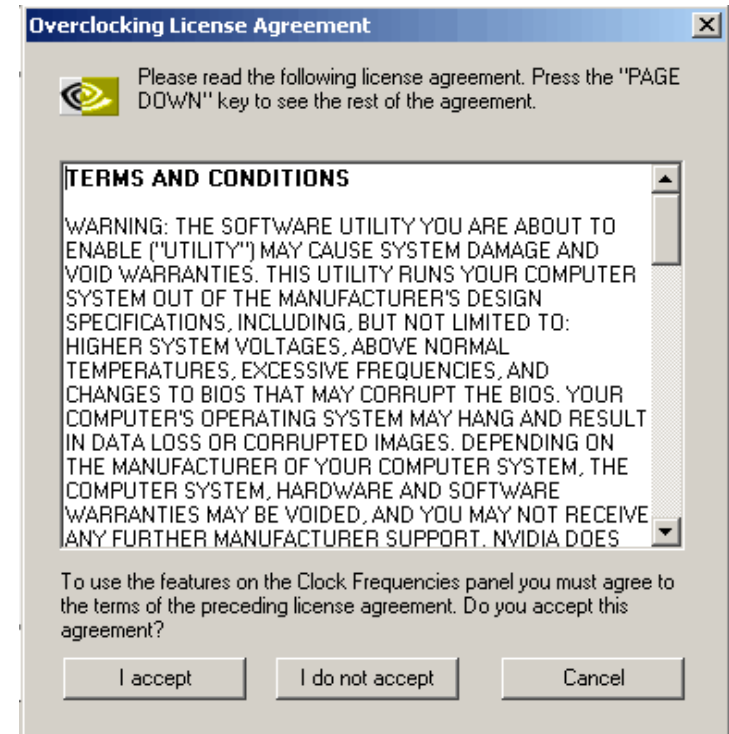 Overclocking License Agreement
Please read the following license agreement. Press the "PAGE
DOWN" key to see the rest of the agreement.
TERMS AND CONDITIONS
WARNING: THE SOFTWARE UTILITY YOU ARE ABOUT TO
ENABLE ("UTILITY") MAY CAUSE SYSTEM DAMAGE AND
VOID WARRANTIES. THIS UTILITY RUNS YOUR COMPUTER
SYSTEM OUT OF THE MANUFACTURER'S DESIGN
SPECIFICATIONS, INCLUDING, BUT NOT LIMITED TO:
HIGHER SYSTEM VOLTAGES, ABOVE NORMAL
TEMPERATURES, EXCESSIVE FREQUENCIES, AND
CHANGES TO BIOS THAT MAY CORRUPT THE BIOS. YOUR
COMPUTER'S OPERATING SYSTEM MAY HANG AND RESULT
IN DATA LOSS OR CORRUPTED IMAGES. DEPENDING ON
THE MANUFACTURER OF YOUR COMPUTER SYSTEM, THE
COMPUTER SYSTEM, HARDWARE AND SOFTWARE
WARRANTIES MAY BE VOIDED, AND YOU MAY NOT RECEIVE
ANY FURTHER MANUFACTURER SUPPORT. NVIDIA DOES
To use the features on the Clock Frequencies panel you must agree to
the terms of the preceding license agreement. Do you accept this
agreement?
I accept
I do not accept
Cancel